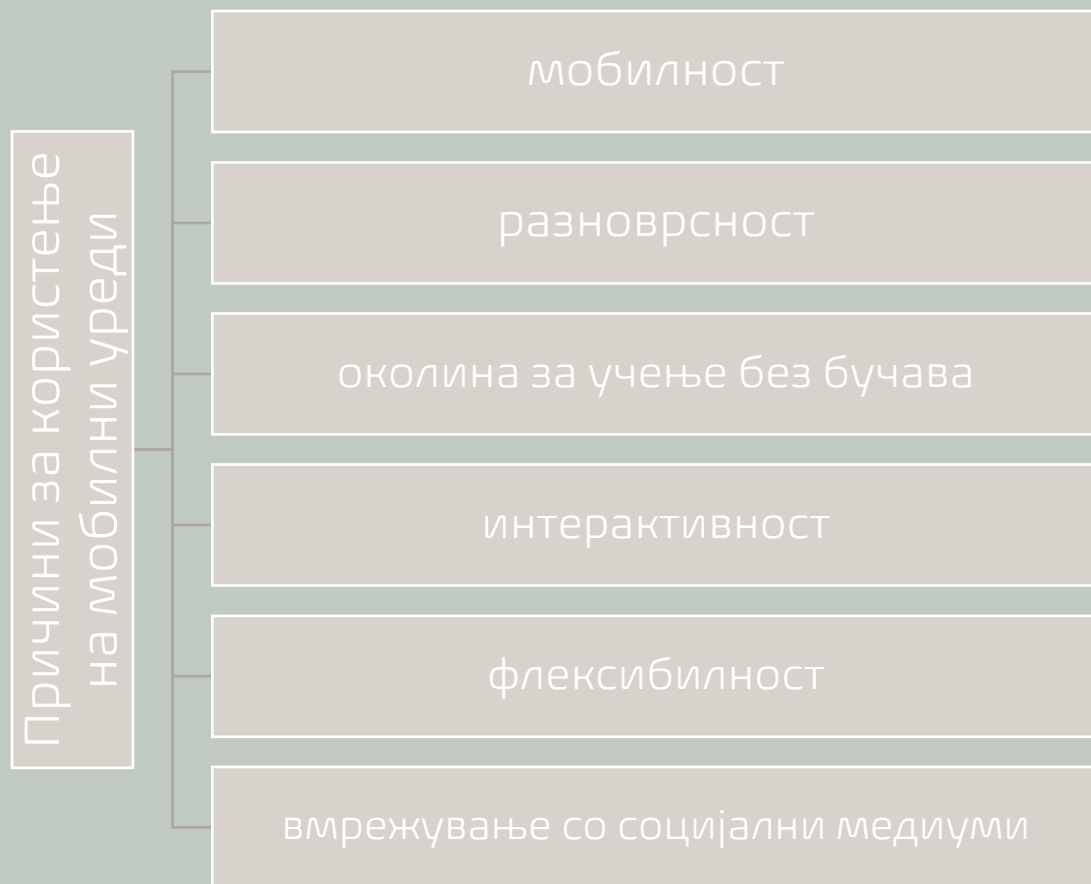 Причини за користење
на мобилни уреди
мобилност
разноврсност
околина за учење без бучава
интерактивност
флексибилност
вмрежување со социјални медиуми